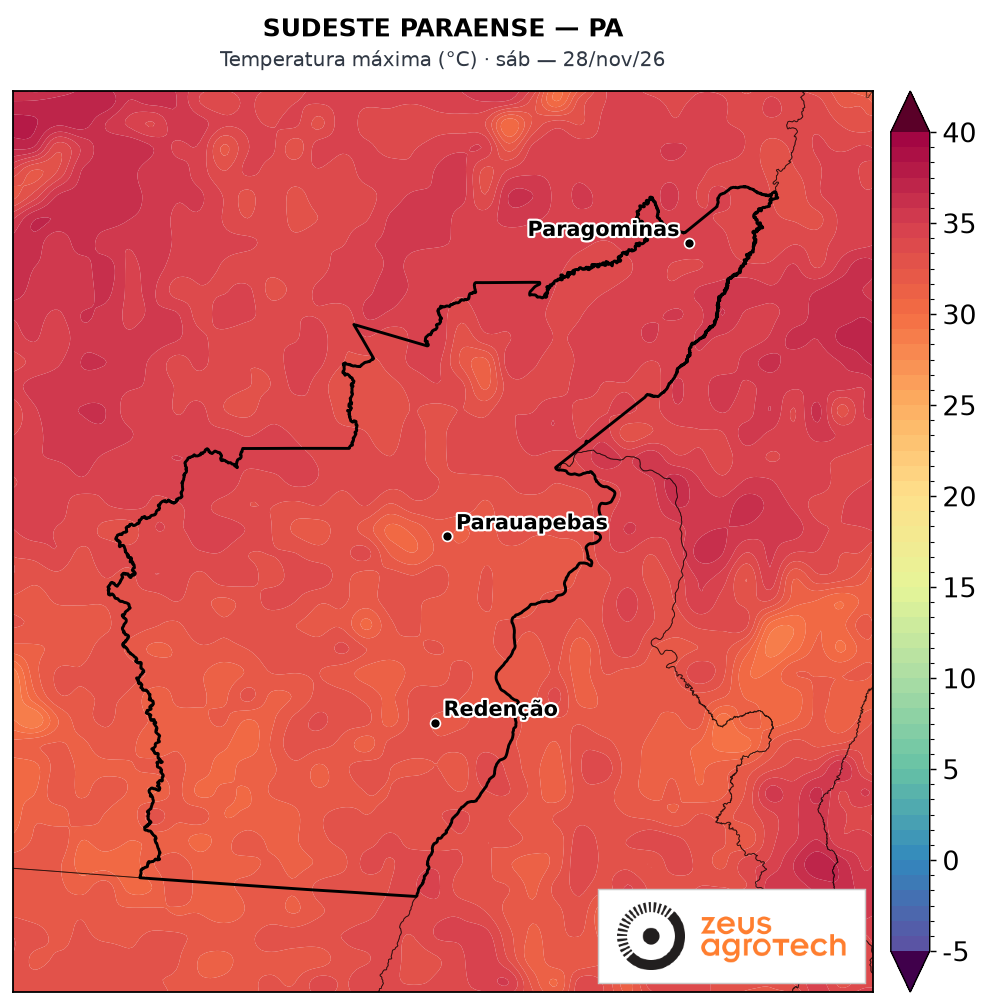 SUDESTE PARAENSE — PA
Temperatura máxima (°C) · sáb — 28/nov/26
Paragominas
Parauapebas
Redenção
40
35
30
25
20
15
10
5
0
-5
zeus
agrotech